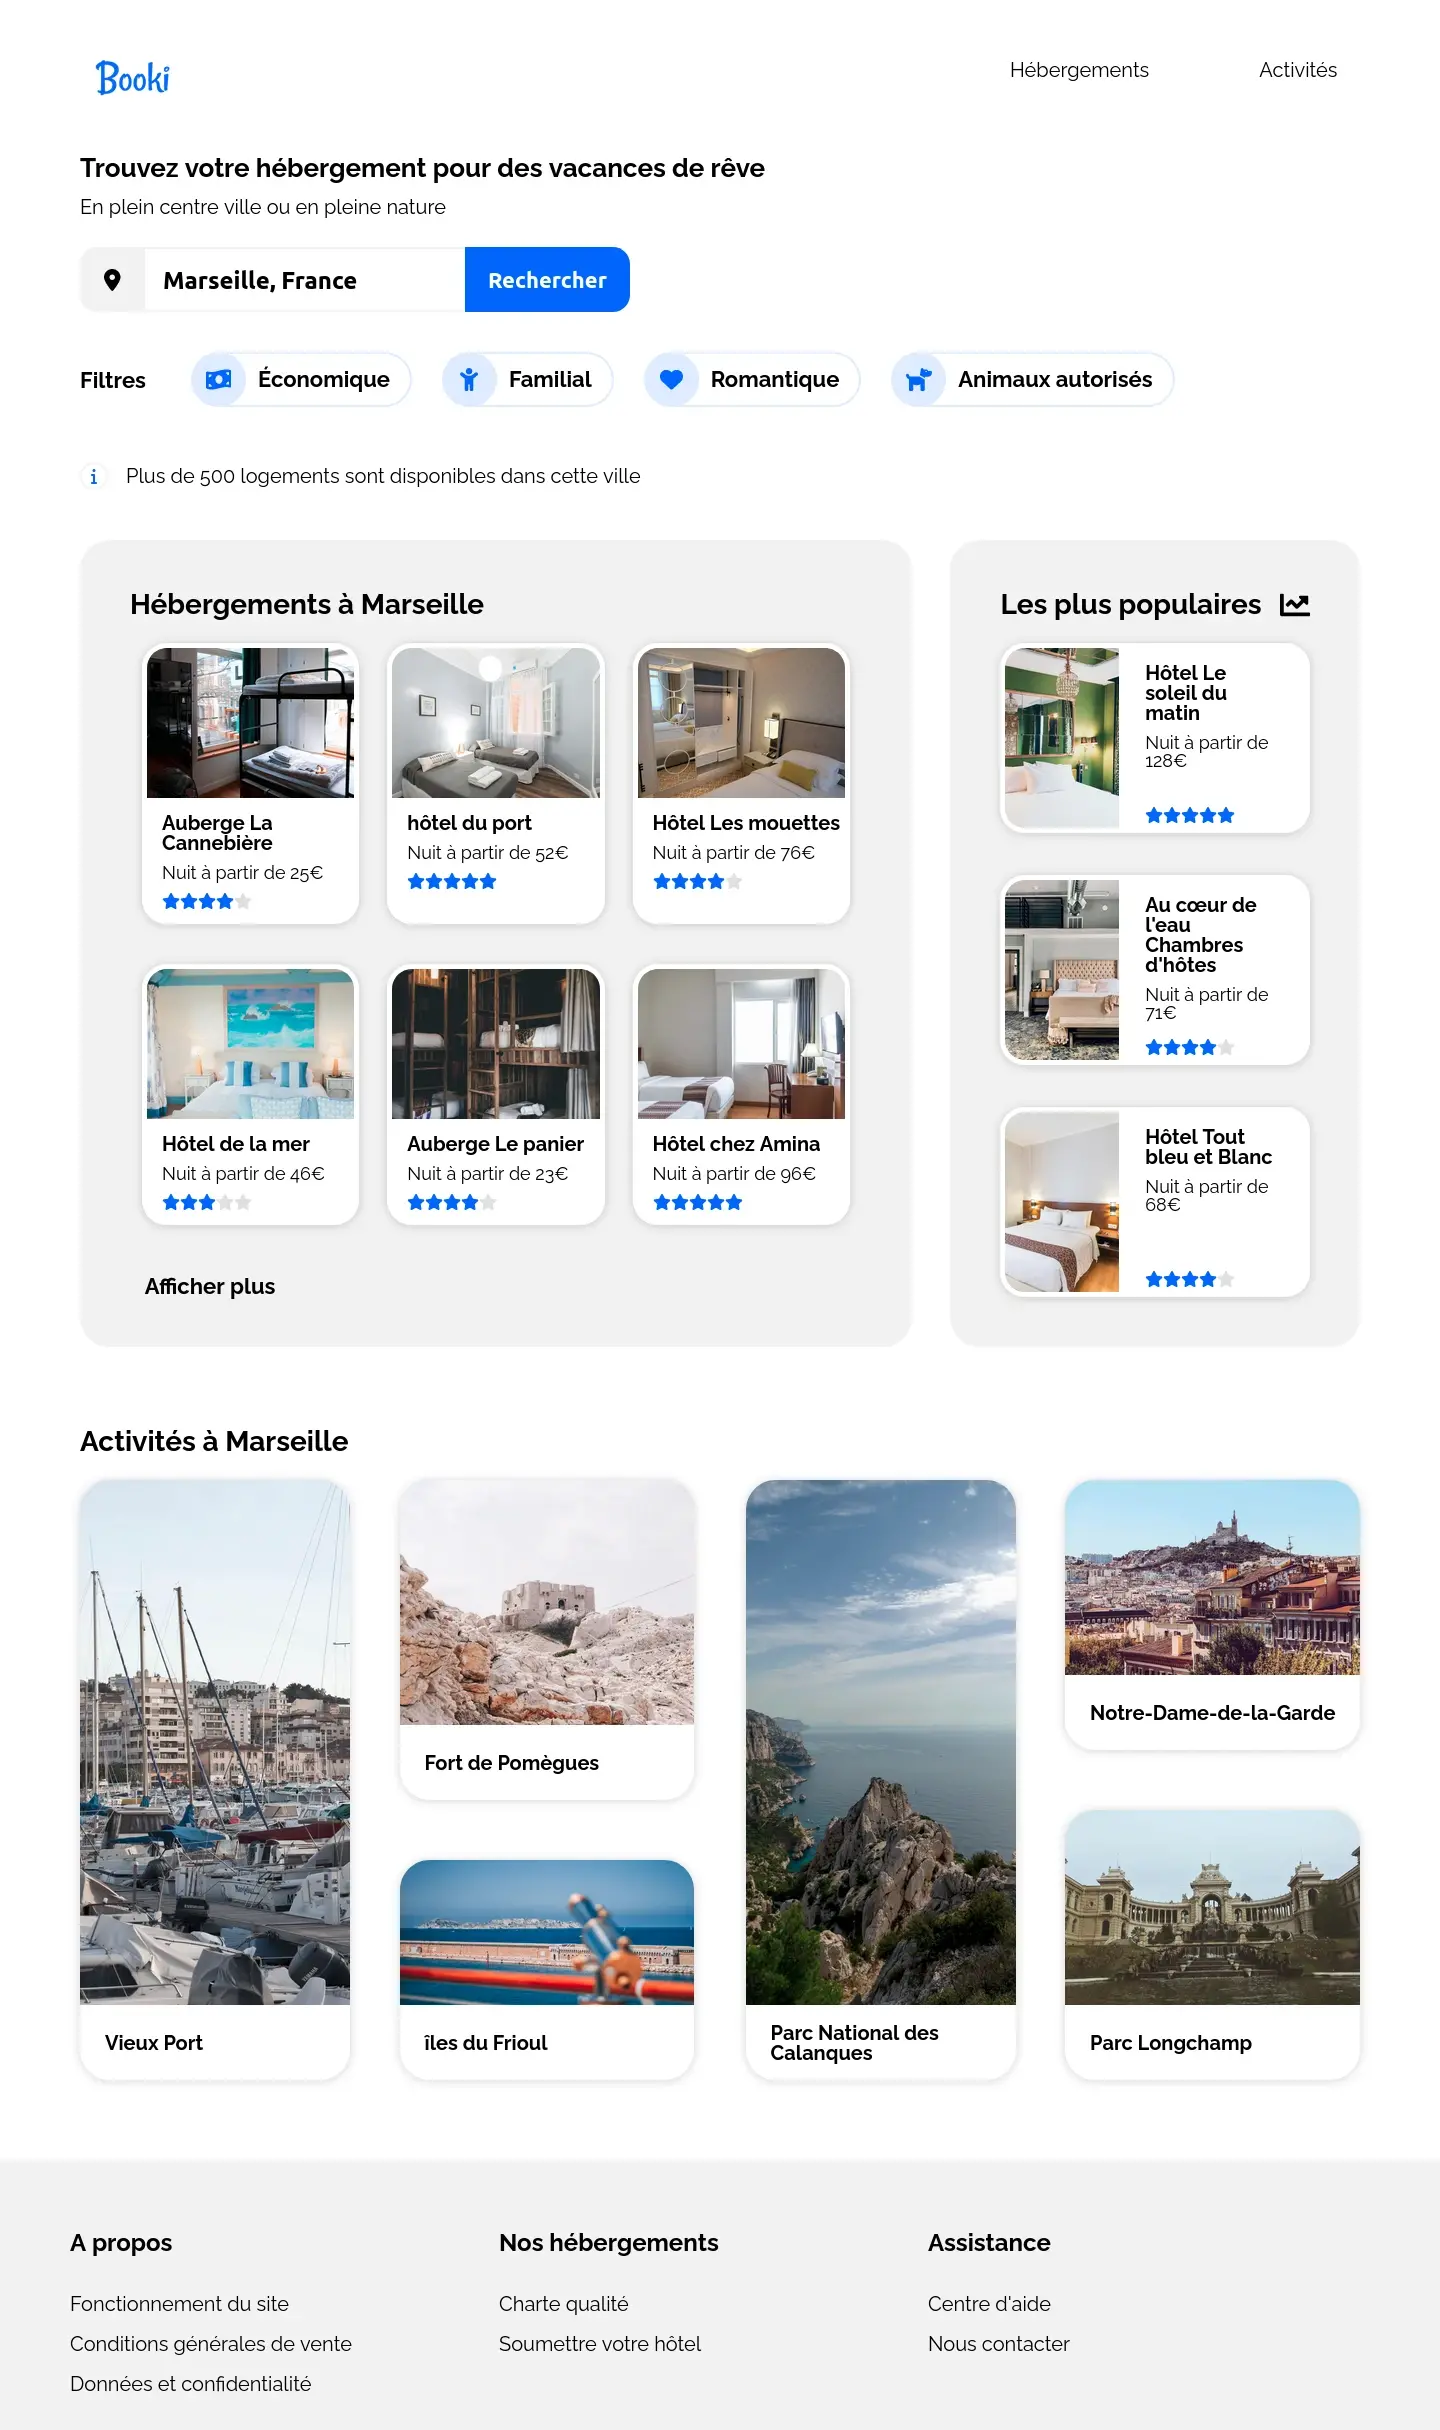 Booki
Hébergements
Activités
Trouvez votre hébergement pour des vacances de rêve
En plein centre ville ou en pleine nature
Marseille, France
Rechercher
Filtres
Économique
Familial
Romantique
Animaux autorisés
Plus de 500 logements sont disponibles dans cette ville
Hébergements à Marseille
Auberge La
Cannebière
Nuit à partir de 25€
hôtel du port
Nuit à partir de 52€
Hôtel Les mouettes
Nuit à partir de 76€
Hôtel de la mer
Nuit à partir de 46€
Auberge Le panier
Nuit à partir de 23€
Hôtel chez Amina
Nuit à partir de 96€
Afficher plus
Les plus populaires
Hôtel Le
soleil du
matin
Nuit à partir de
128€
Au cœur de
l'eau
Chambres
d'hôtes
Nuit à partir de
71€
Hôtel Tout
bleu et Blanc
Nuit à partir de
68€
Activités à Marseille
Vieux Port
Fort de Pomègues
îles du Frioul
Parc National des
Calanques
Notre-Dame-de-la-Garde
Parc Longchamp
A propos
Fonctionnement du site
Conditions générales de vente
Données et confidentialité
Nos hébergements
Charte qualité
Soumettre votre hôtel
Assistance
Centre d'aide
Nous contacter